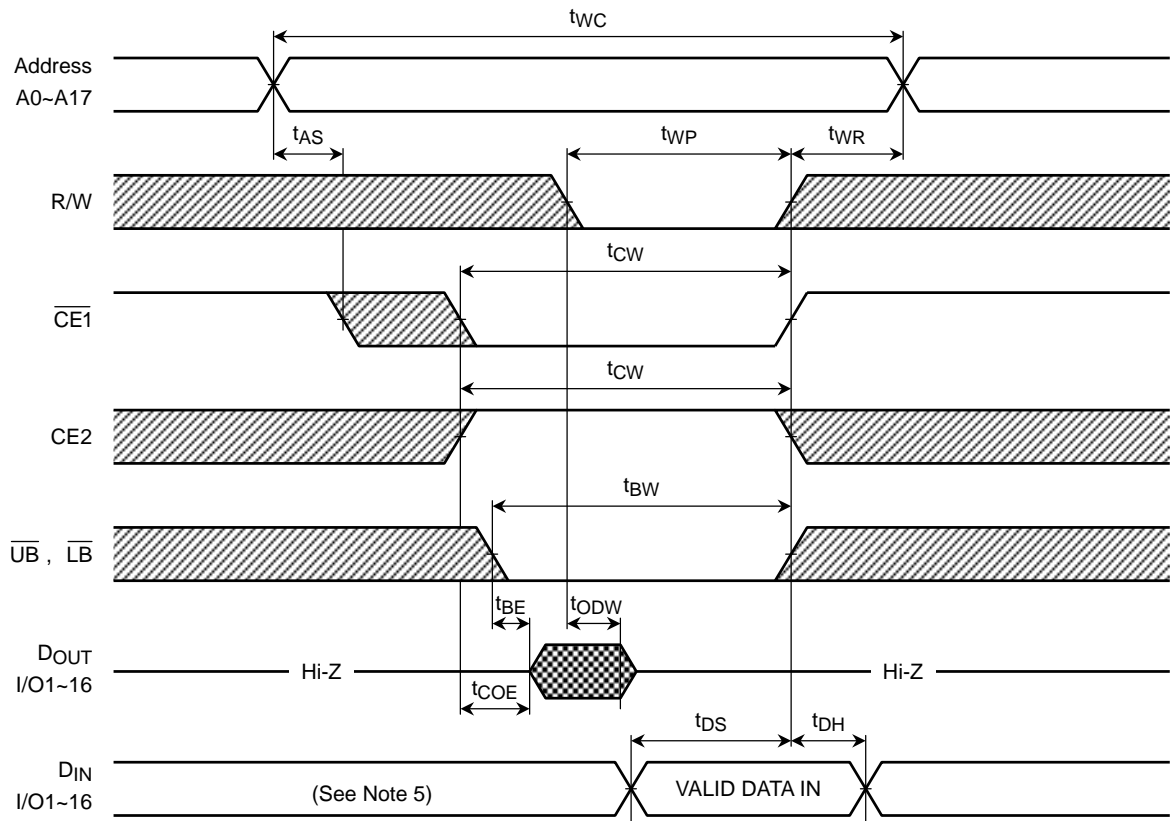 tWC
Address
A0~A17
tAS
tWP
tWR
R/W
tCW
CE1
tCW
CE2
tBW
UB , LB
tBE
tODW
DOUT
I/O1~16
Hi-Z
Hi-Z
tCOE
tDS
tDH
DIN
I/O1~16
(See Note 5)
VALID DATA IN